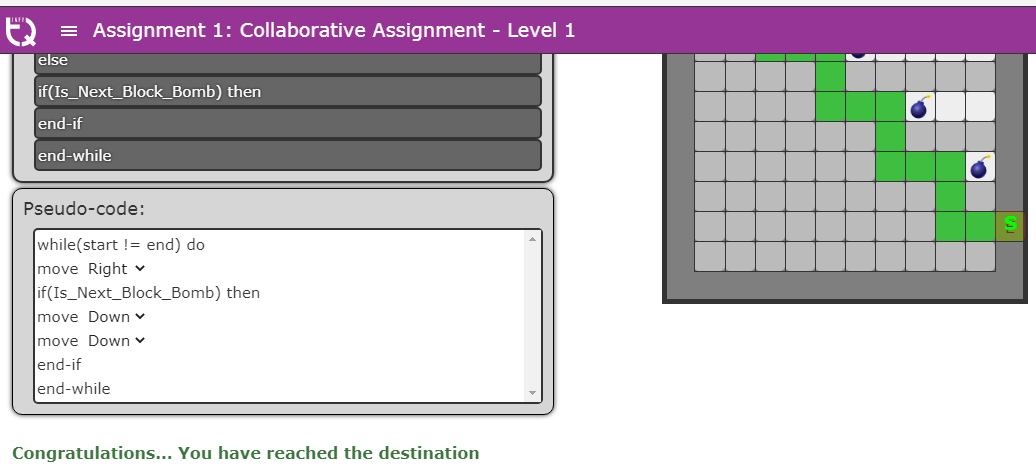 Assignment 1: Collaborative Assignment - Level 1
else
if(Is_Next_Block_Bomb) then
end-if
end-while
Pseudo-code:
while(start != end) do
move Right
if(Is_Next_Block_Bomb) then
move Down
move Down
end-if
end-while
S
Congratulations... You have reached the destination